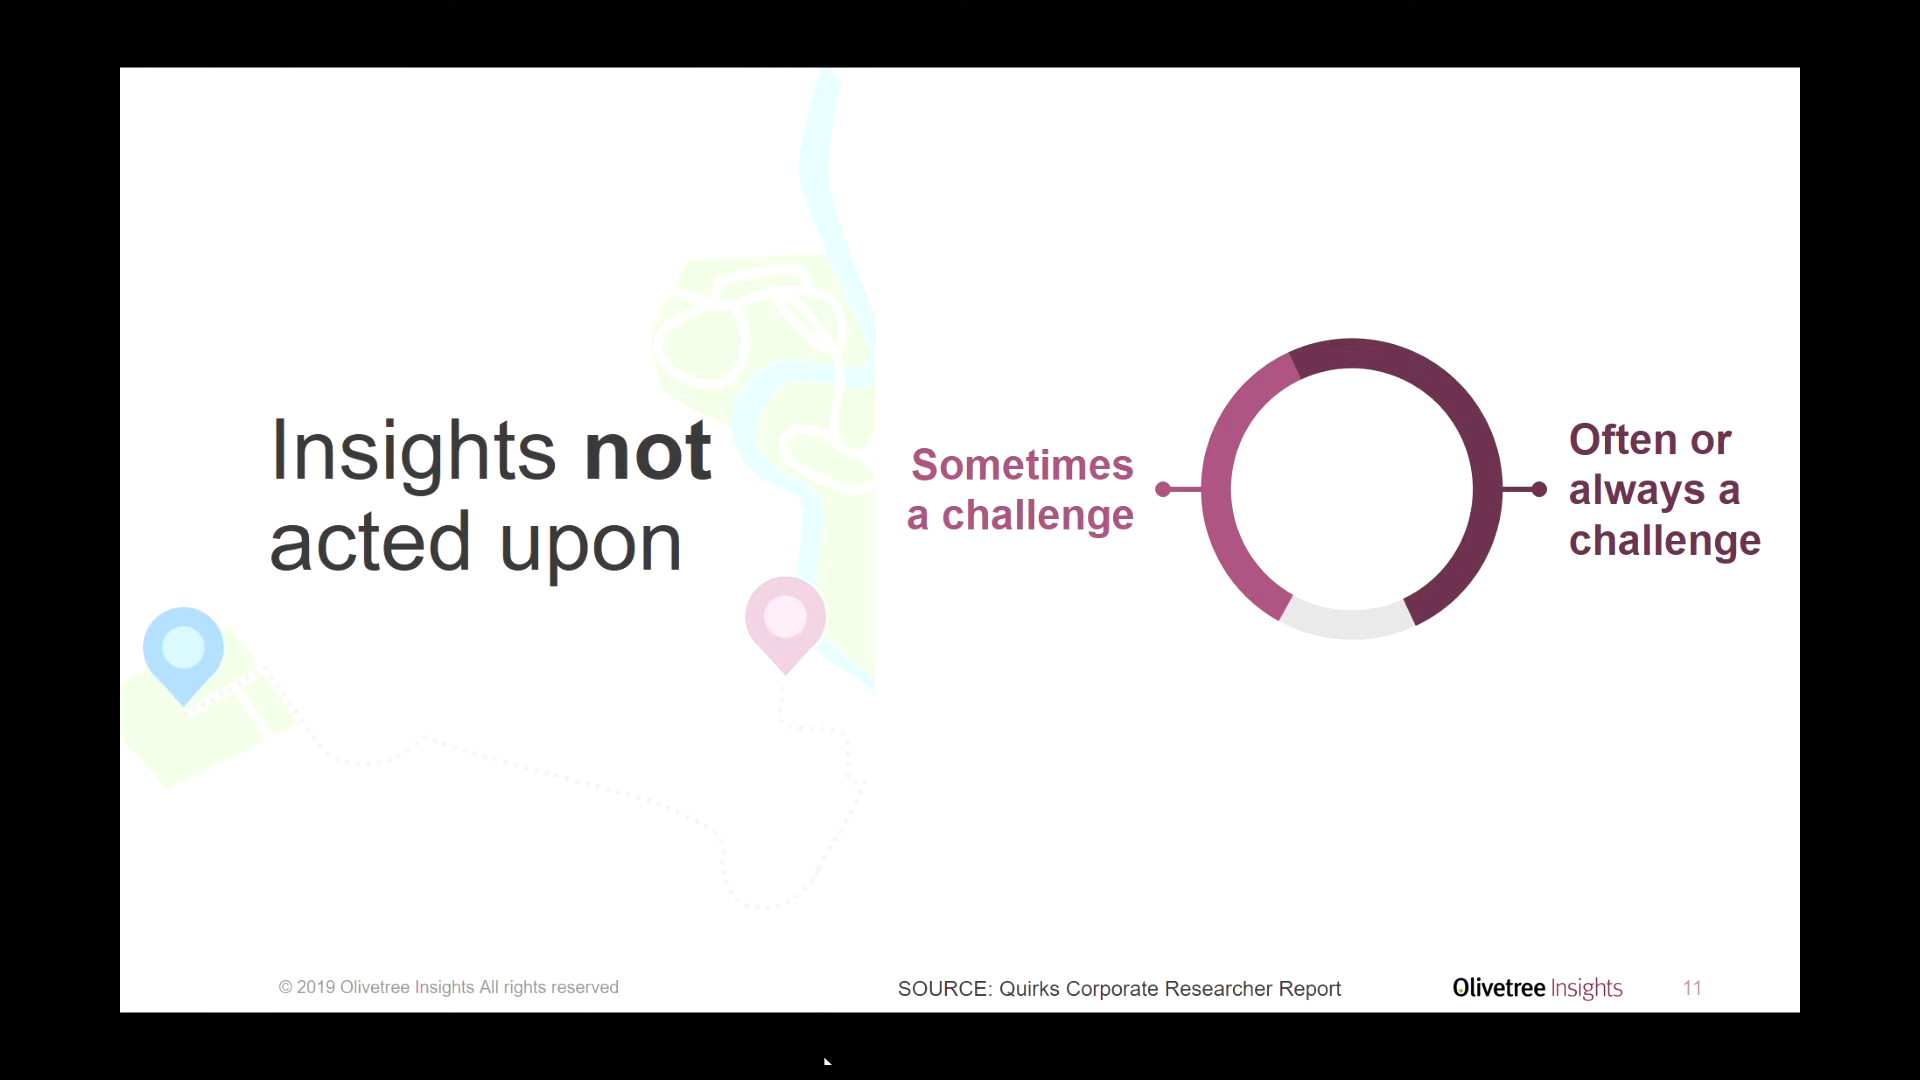 Insights not
acted upon
Sometimes
a challenge
Often or
always a
challenge
© 2019 Olivetree Insights All rights reserved
SOURCE: Quirks Corporate Researcher Report
Olivetree Insights
11